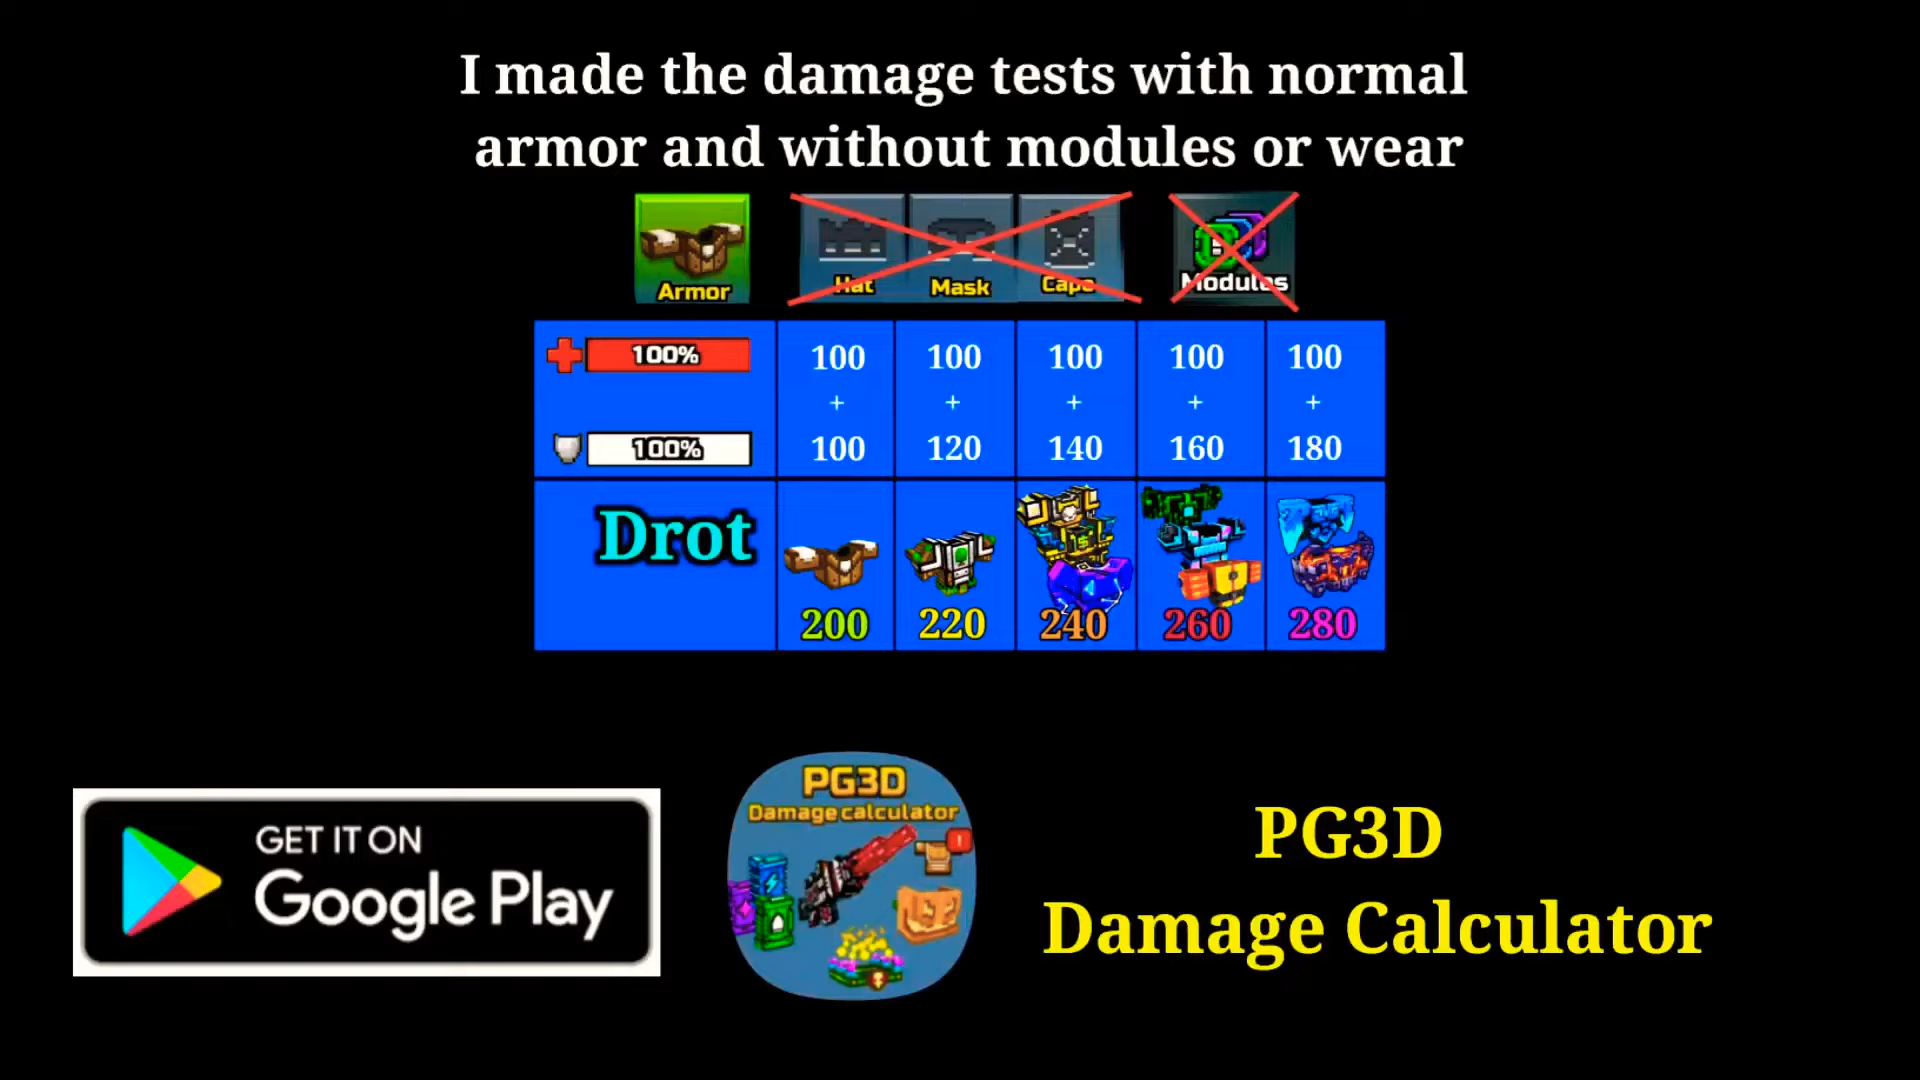 I made the damage tests with normal
armor and without modules or wear
Armor
Hat Mask Cape
Modules
100% 100 100 100 100 100
+ + + + +
100% 100 120 140 160 180
Drot
200 220 240 260 280
PG3D
Damage calculator
GET IT ON
Google Play
PG3D
Damage Calculator